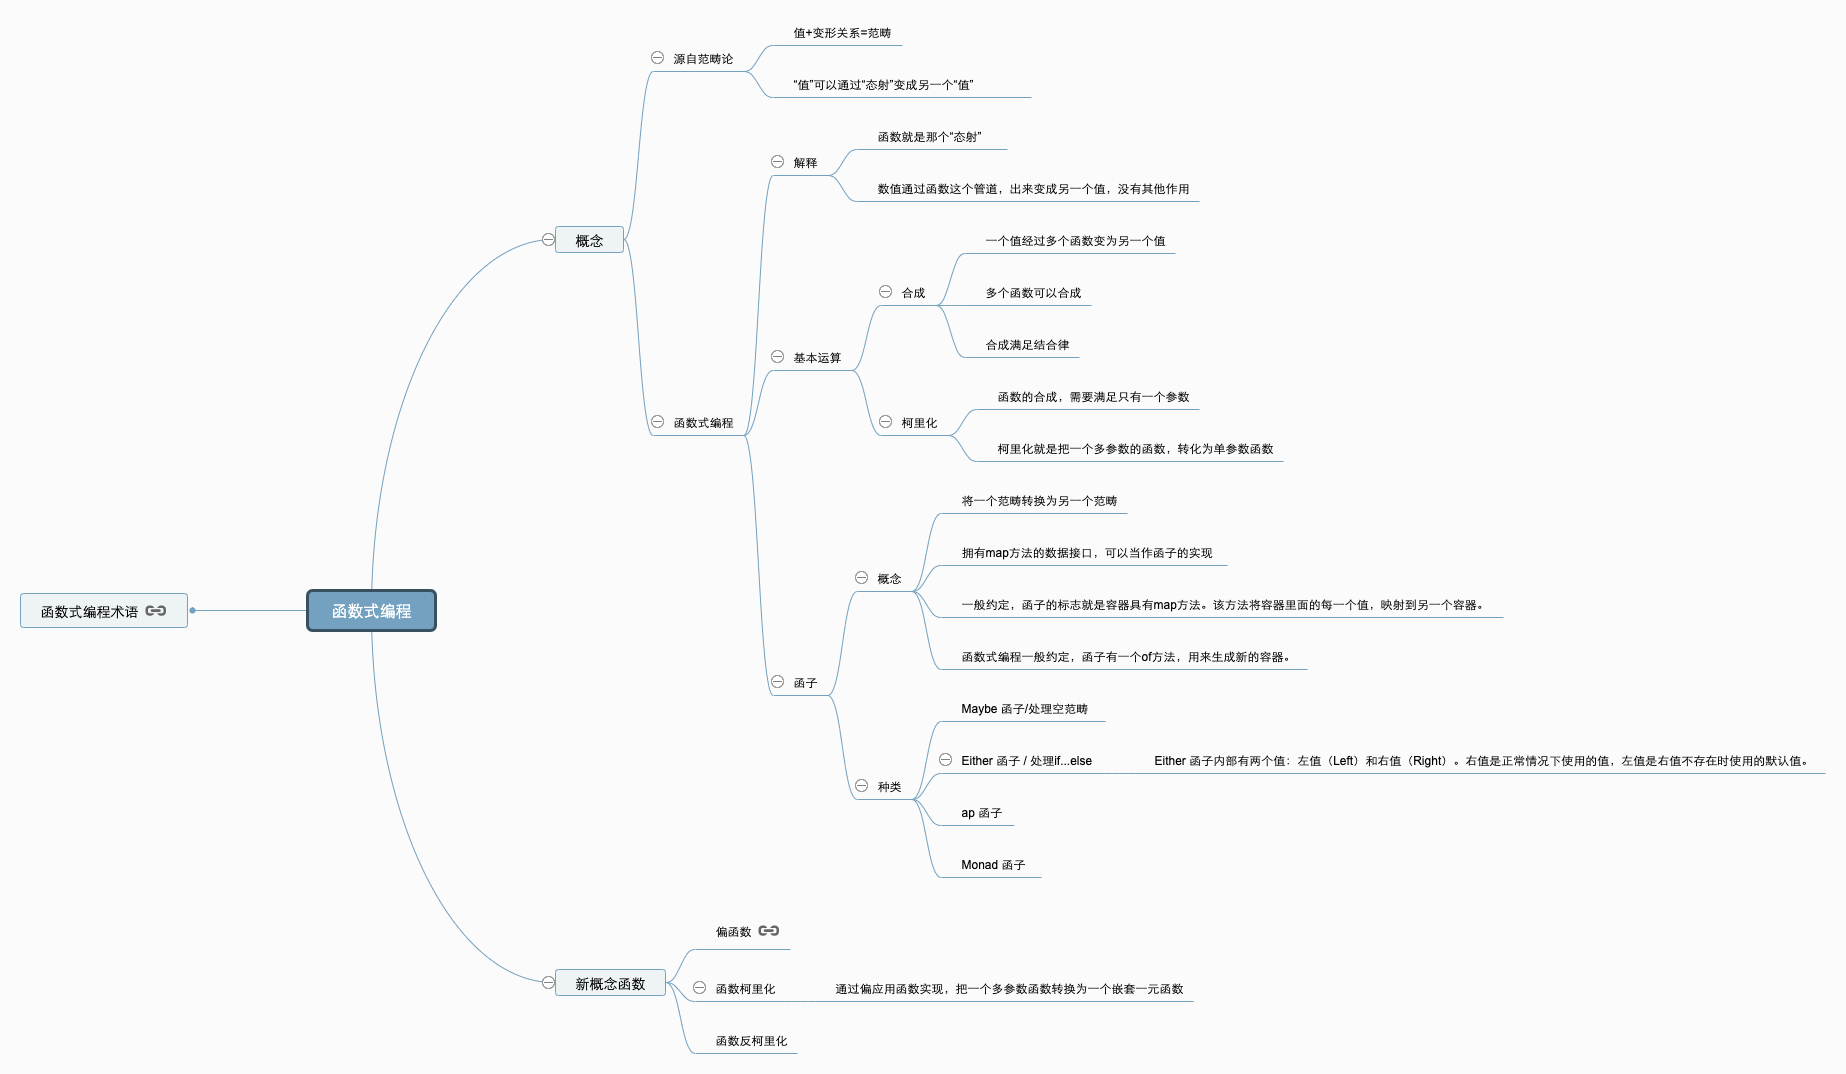 值+变形关系=范畴
源自范畴论
“值”可以通过“态射”变成另一个“值”
函数就是那个“态射”
解释
数值通过函数这个管道，出来变成另一个值，没有其他作用
概念
一个值经过多个函数变为另一个值
合成
多个函数可以合成
合成满足结合律
基本运算
函数的合成，需要满足只有一个参数
函数式编程
柯里化
柯里化就是把一个多参数的函数，转化为单参数函数
将一个范畴转换为另一个范畴
拥有map方法的数据接口，可以当作函子的实现
概念
一般约定，函子的标志就是容器具有map方法。该方法将容器里面的每一个值，映射到另一个容器。
函数式编程术语
函数式编程
函数式编程一般约定，函子有一个of方法，用来生成新的容器。
函子
Maybe 函子/处理空范畴
Either 函子 / 处理if...else
Either 函子内部有两个值：左值（Left）和右值（Right）。右值是正常情况下使用的值，左值是右值不存在时使用的默认值。
种类
ap 函子
Monad 函子
偏函数
新概念函数
函数柯里化
通过偏应用函数实现，把一个多参数函数转换为一个嵌套一元函数
函数反柯里化